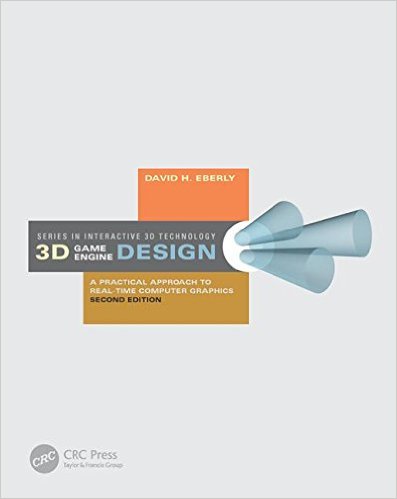 DAVID H. EBERLY
SERIES IN INTERACTIVE 3D TECHNOLOGY
3D GAME ENGINE DESIGN
A PRACTICAL APPROACH TO
REAL-TIME COMPUTER GRAPHICS
SECOND EDITION
CRC CRC Press
Taylor & Francis Group